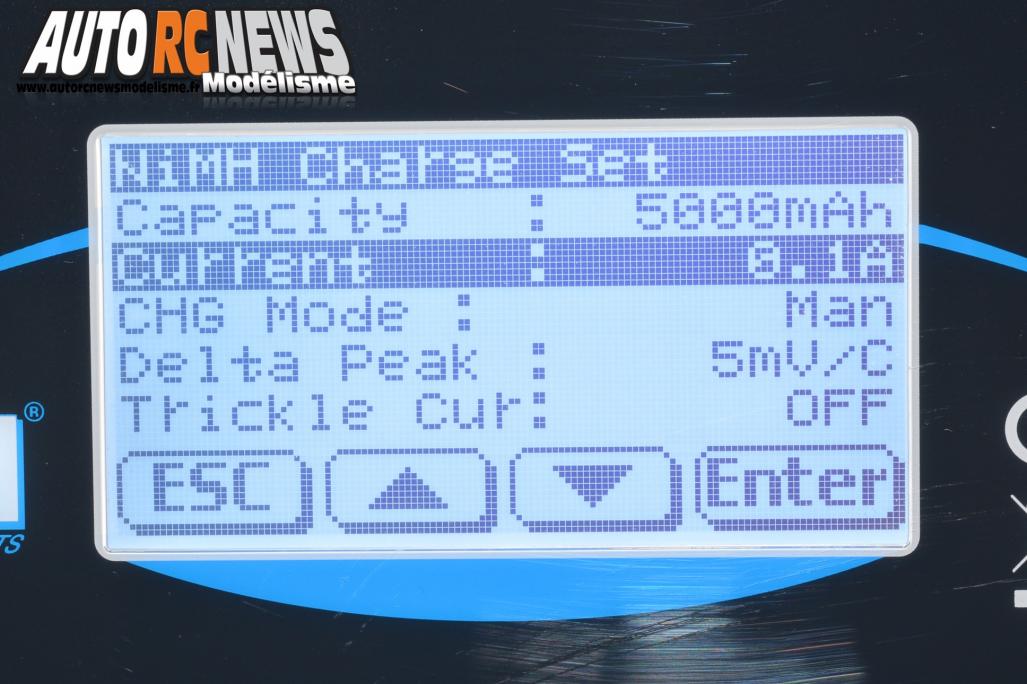 AUTO RC NEWS
Modélisme
www.autorcnewsmodelisme.fr
NiMH Charge Set
Capacity : 5000mAh
Current : 0.1A
CHG Mode : Man
Delta Peak : 5mV/C
Trickle Cur: OFF
ESC ▲ ▼ Enter
®
TS